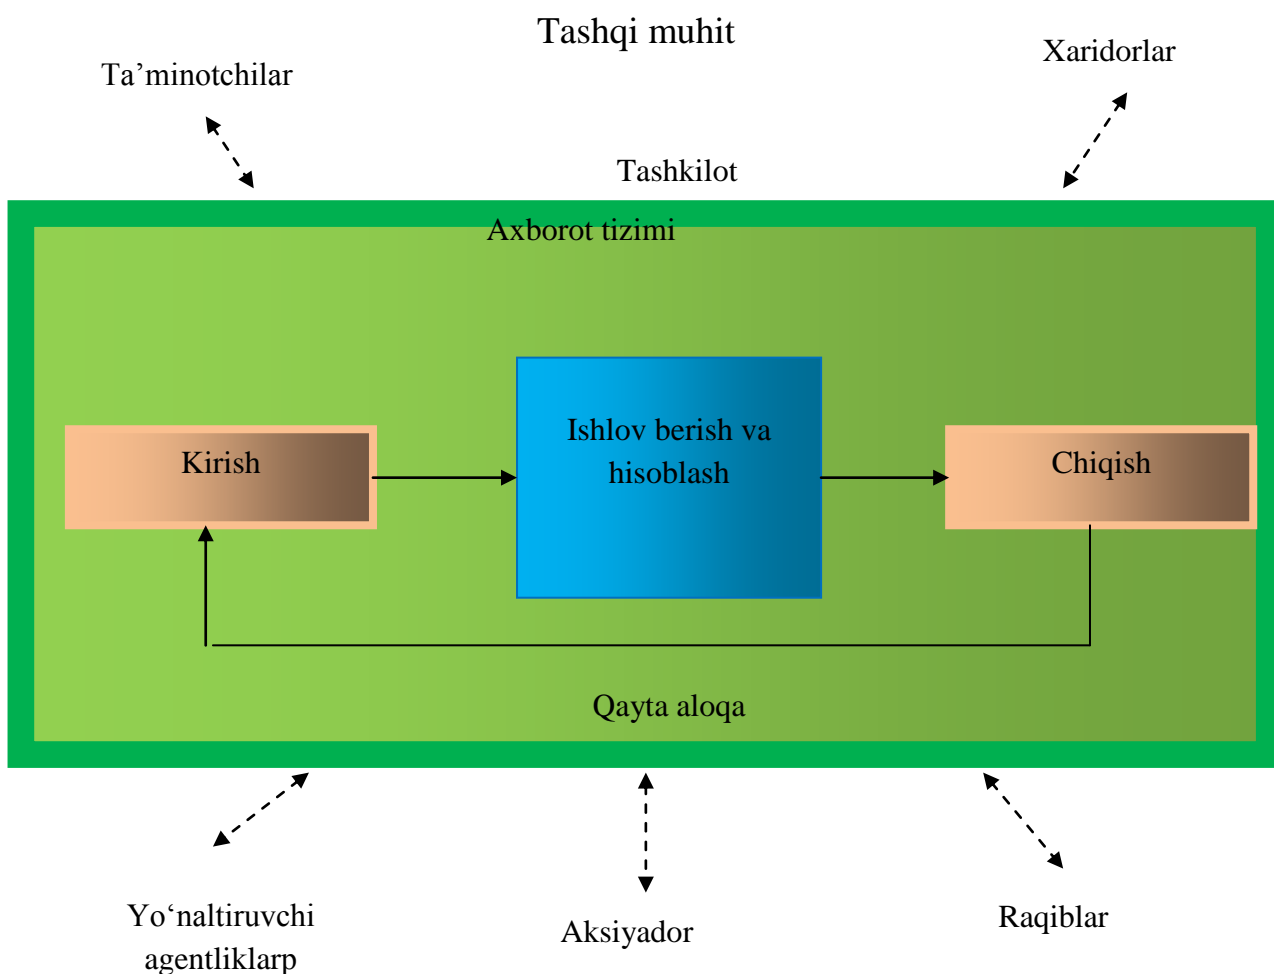 Tashqi muhit
Xaridorlar
Ta’minotchilar
Tashkilot
Axborot tizimi
Ishlov berish va
hisoblash
Kirish
Chiqish
Qayta aloqa
Yo‘naltiruvchi
agentliklarp
Aksiyador
Raqiblar